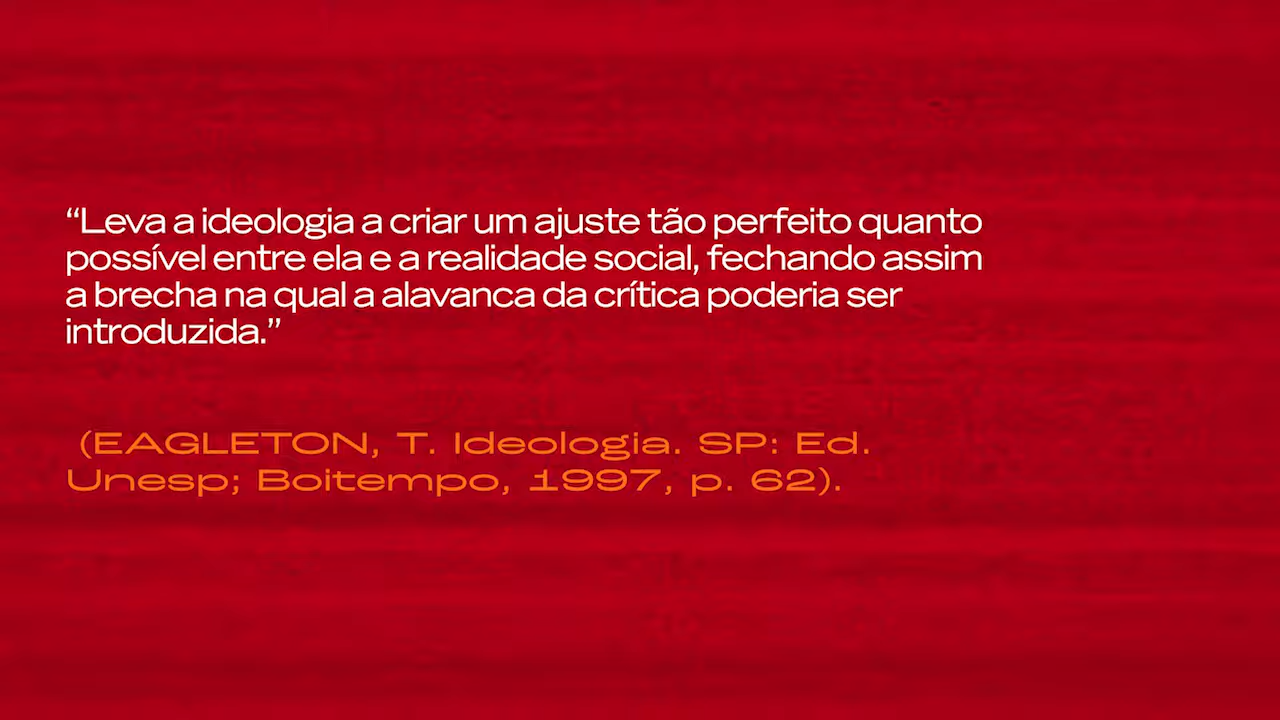 “Leva a ideologia a criar um ajuste tão perfeito quanto
possível entre ela e a realidade social, fechando assim
a brecha na qual a alavanca da crítica poderia ser
introduzida.”
(EAGLETON, T. Ideologia. SP: Ed.
Unesp; Boitempo, 1997, p. 62).